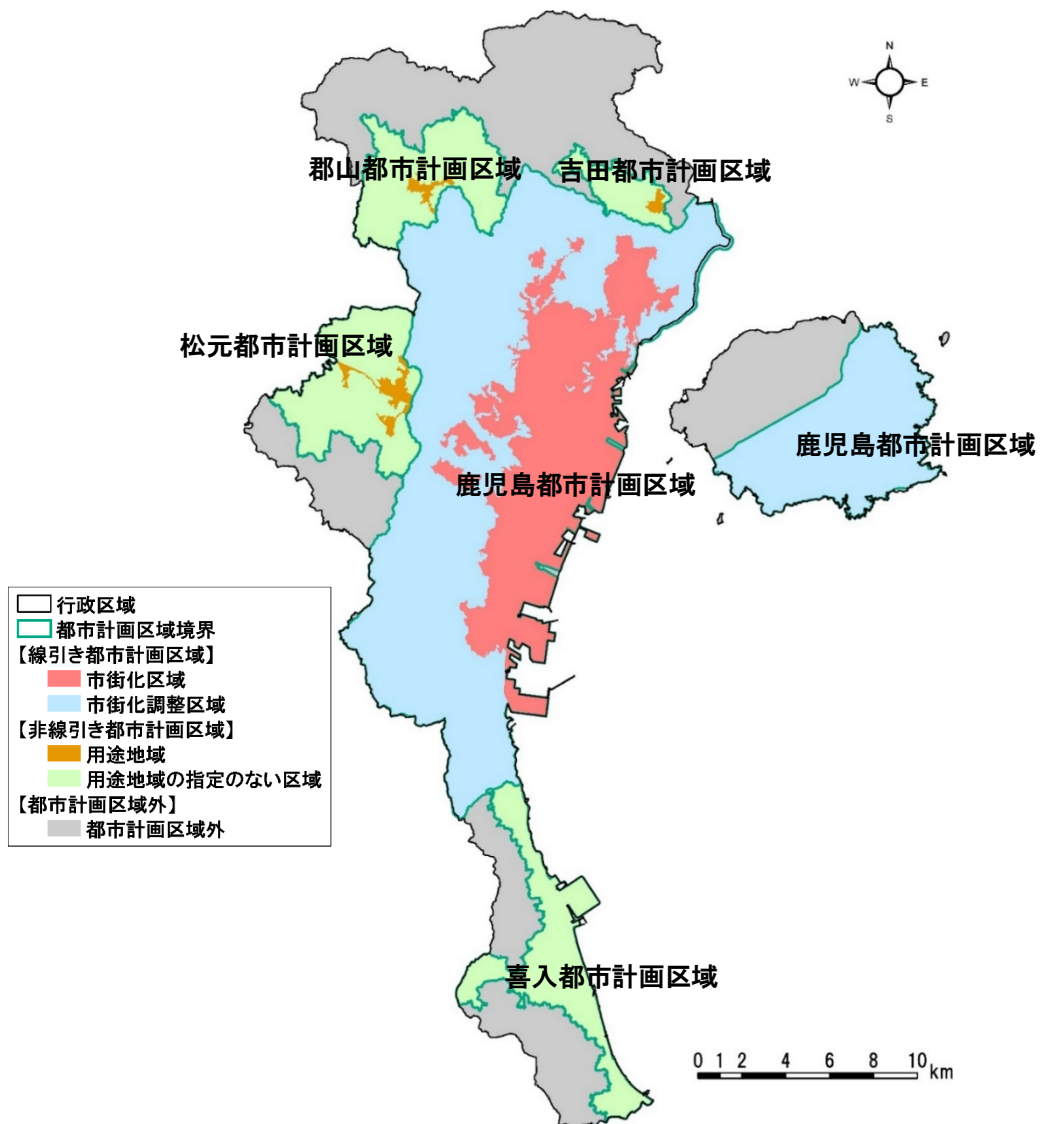 N
W E
S
郡山都市計画区域
吉田都市計画区域
松元都市計画区域
鹿児島都市計画区域
鹿児島都市計画区域
行政区域
都市計画区域境界
【線引き都市計画区域】
市街化区域
市街化調整区域
【非線引き都市計画区域】
用途地域
用途地域の指定のない区域
【都市計画区域外】
都市計画区域外
喜入都市計画区域
0 1 2 4 6 8 10
km